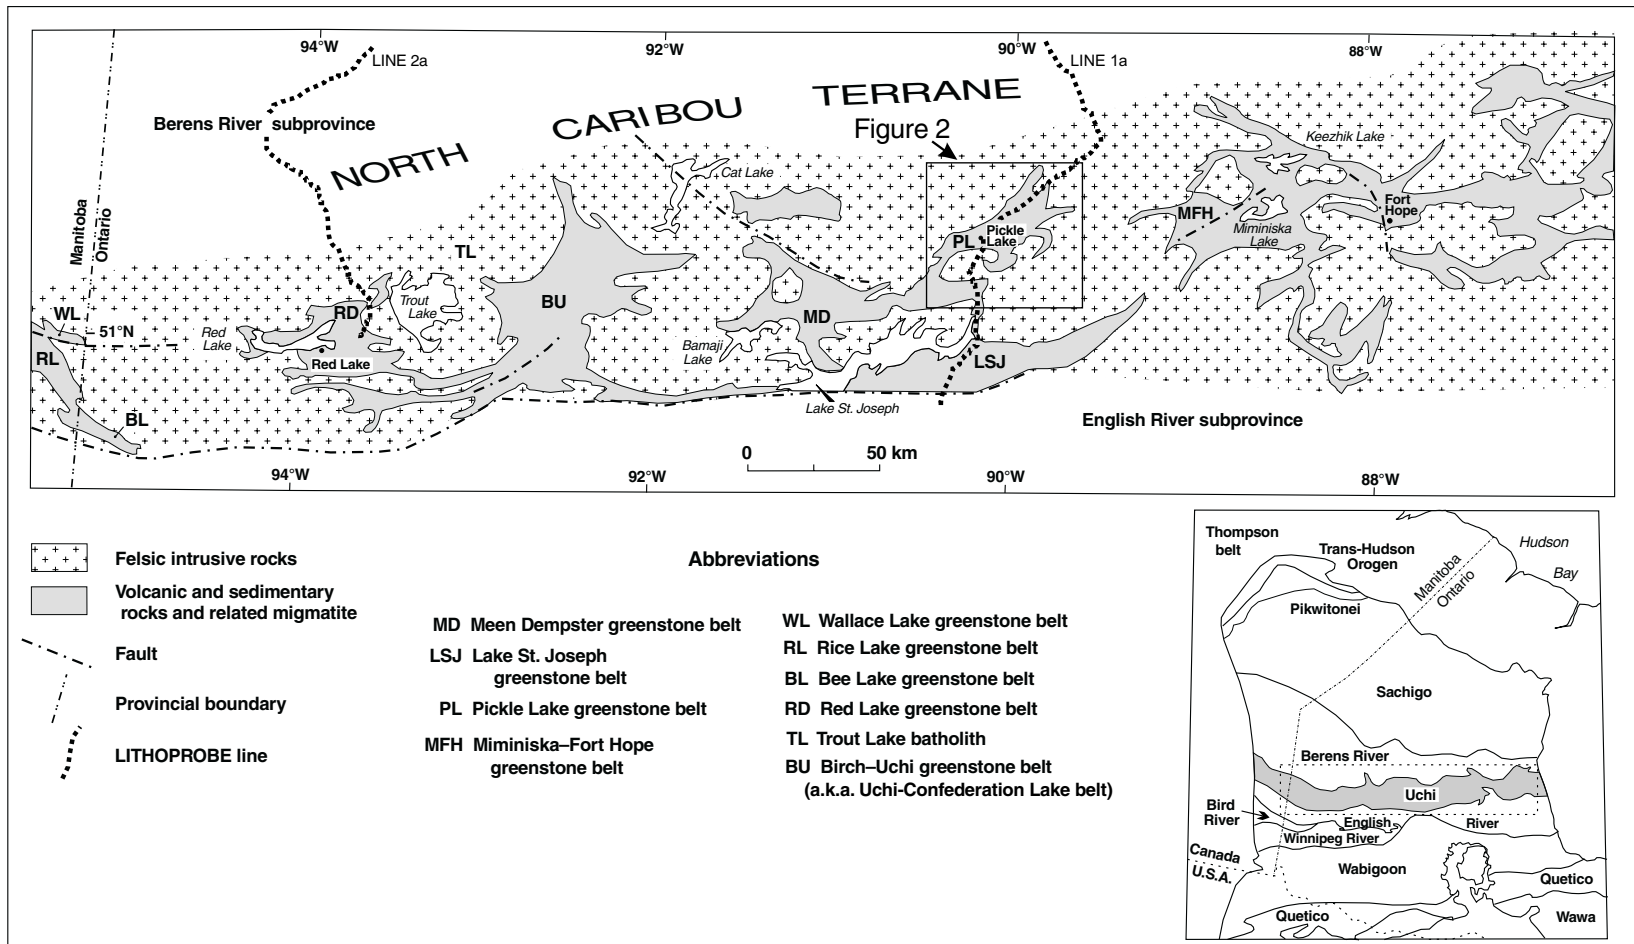 94°W
92°W
90°W
88°W
LINE 2a
LINE 1a
Berens River subprovince
NORTH
CARIBOU
TERRANE
Figure 2
Keezhik Lake
Cat Lake
Manitoba
Ontario
TL
MFH
Fort
Hope
Miminiska
Lake
PL
Pickle
Lake
BU
Trout
Lake
WL
51°N
RD
Red
Lake
MD
RL
Red Lake
Bamaji
Lake
LSJ
BL
Lake St. Joseph
English River subprovince
0 50 km
94°W
92°W
90°W
88°W
Felsic intrusive rocks
Volcanic and sedimentary
rocks and related migmatite
Fault
Provincial boundary
LITHOPROBE line
Abbreviations
MD Meen Dempster greenstone belt
LSJ Lake St. Joseph
greenstone belt
PL Pickle Lake greenstone belt
MFH Miminiska–Fort Hope
greenstone belt
WL Wallace Lake greenstone belt
RL Rice Lake greenstone belt
BL Bee Lake greenstone belt
RD Red Lake greenstone belt
TL Trout Lake batholith
BU Birch–Uchi greenstone belt
(a.k.a. Uchi-Confederation Lake belt)
Thompson
belt
Trans-Hudson
Orogen
Hudson
Bay
Manitoba
Ontario
Pikwitonei
Sachigo
Berens River
Uchi
Bird
River
English
River
Winnipeg River
Canada
U.S.A.
Wabigoon
Quetico
Quetico
Wawa